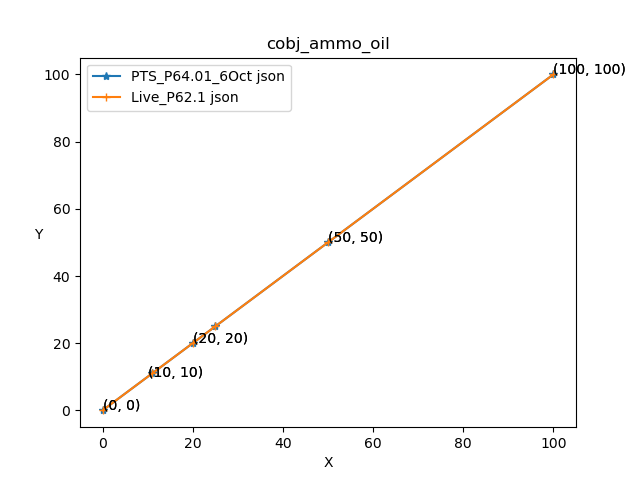 cobj_ammo_oil
PTS_P64.01_6Oct json
Live_P62.1 json
(100, 100)
100
80
60
Y
(50, 50)
40
(20, 20)
20
(10, 10)
(0, 0)
0
0 20 40 60 80 100
X